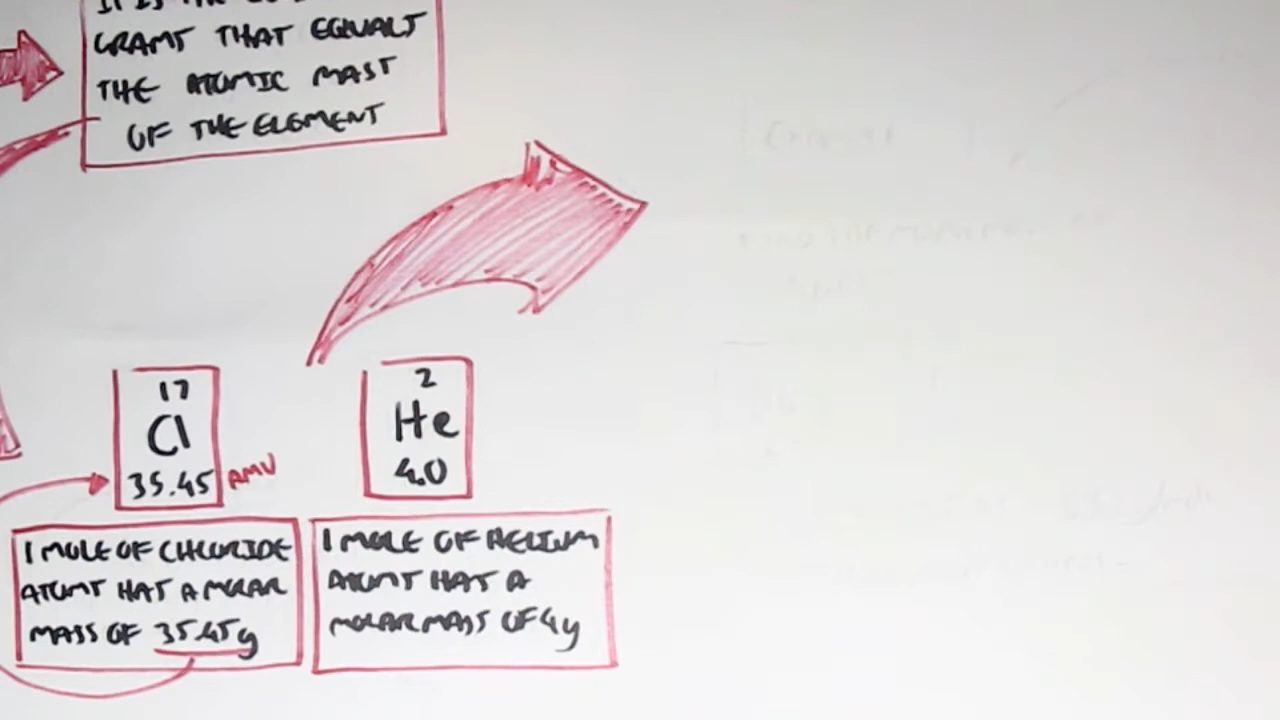 GRAMS THAT EQUALS
THE ATOMIC MASS
OF THE ELEMENT
17
Cl
35.45 AMU
2
He
4.0
1 MOLE OF CHLORIDE
ATOMS HAS A MOLAR
MASS OF 35.45g
1 MOLE OF HELIUM
ATOMS HAS A
MOLAR MASS OF 4g